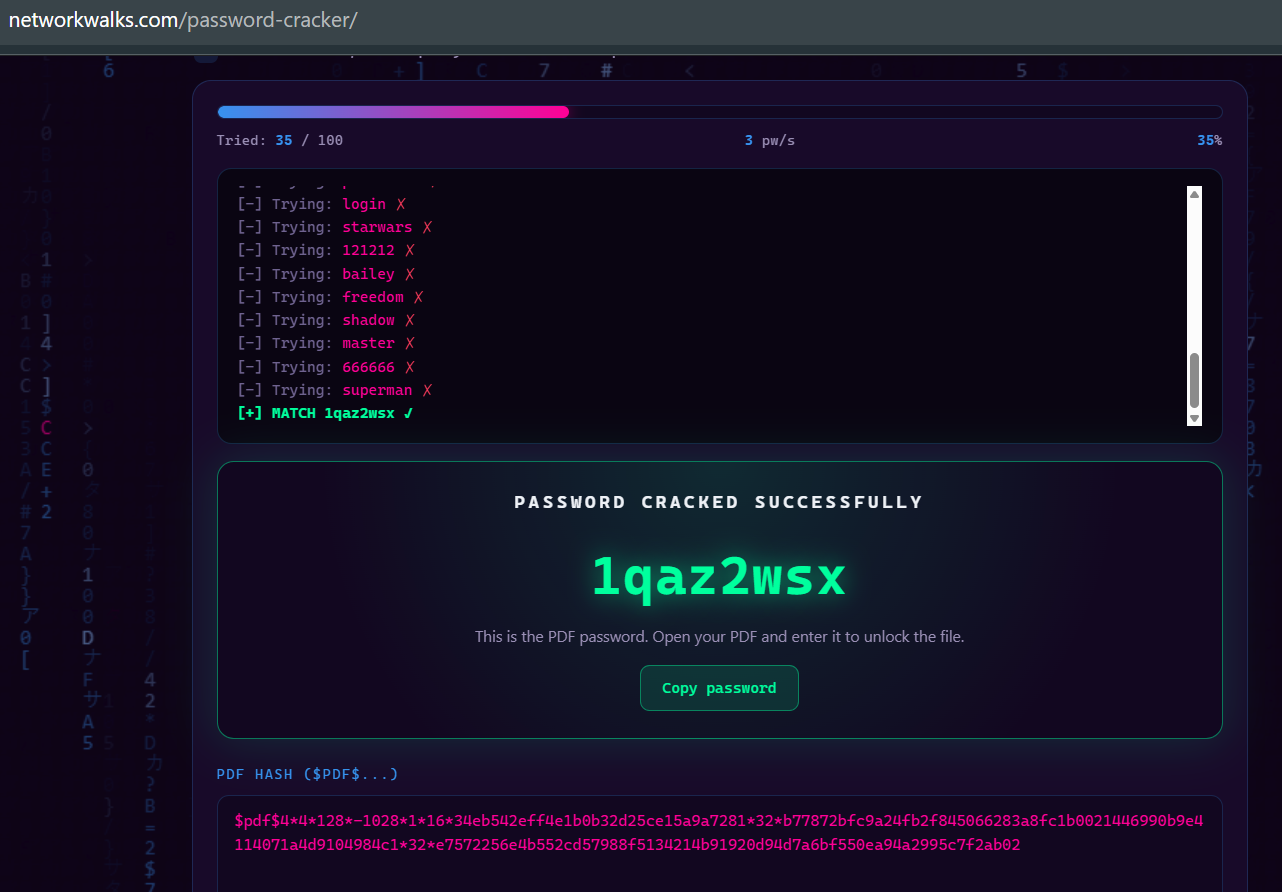 networkwalks.com/password-cracker/
Tried: 35 / 100
3 pw/s
35%
[-] Trying: login ✗
[-] Trying: starwars ✗
[-] Trying: 121212 ✗
[-] Trying: bailey ✗
[-] Trying: freedom ✗
[-] Trying: shadow ✗
[-] Trying: master ✗
[-] Trying: 666666 ✗
[-] Trying: superman ✗
[+] MATCH 1qaz2wsx ✓
PASSWORD CRACKED SUCCESSFULLY
1qaz2wsx
This is the PDF password. Open your PDF and enter it to unlock the file.
Copy password
PDF HASH ($PDF$...)
$pdf$4*4*128*-1028*1*16*34eb542eff4e1b0b32d25ce15a9a7281*32*b77872bfc9a24fb2f845066283a8fc1b0021446990b9e4
114071a4d9104984c1*32*e7572256e4b552cd57988f5134214b91920d94d7a6bf550ea94a2995c7f2ab02